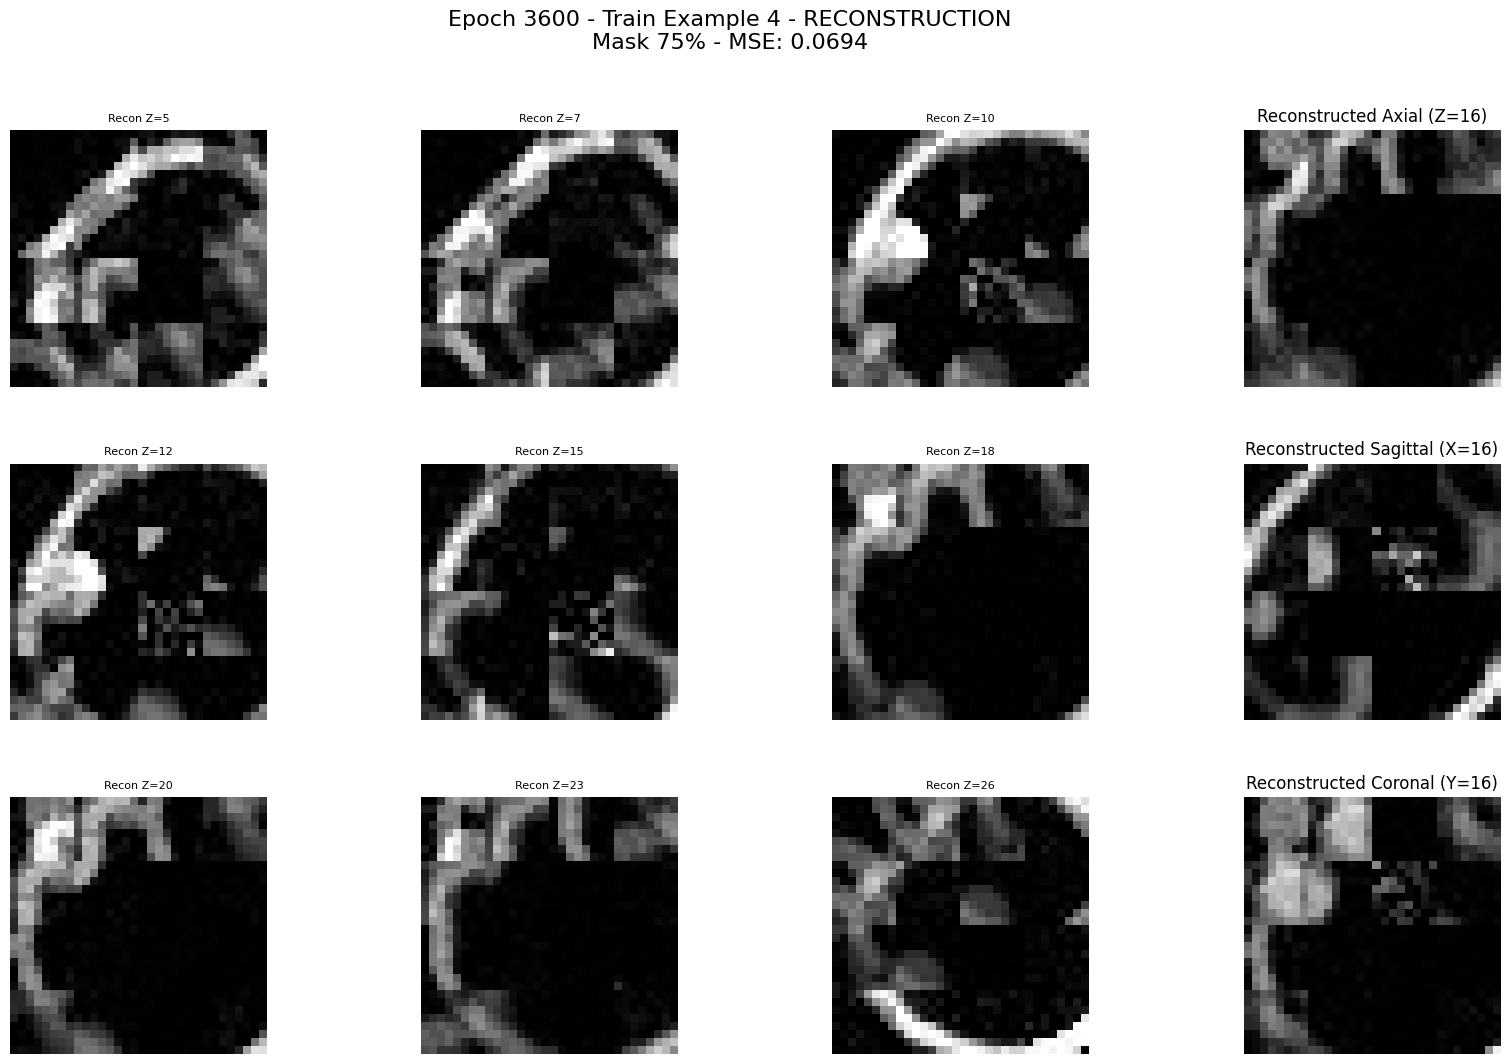 Epoch 3600 - Train Example 4 - RECONSTRUCTION
Mask 75% - MSE: 0.0694
Recon Z=5
Recon Z=7
Recon Z=10
Reconstructed Axial (Z=16)
Recon Z=12
Recon Z=15
Recon Z=18
Reconstructed Sagittal (X=16)
Recon Z=20
Recon Z=23
Recon Z=26
Reconstructed Coronal (Y=16)